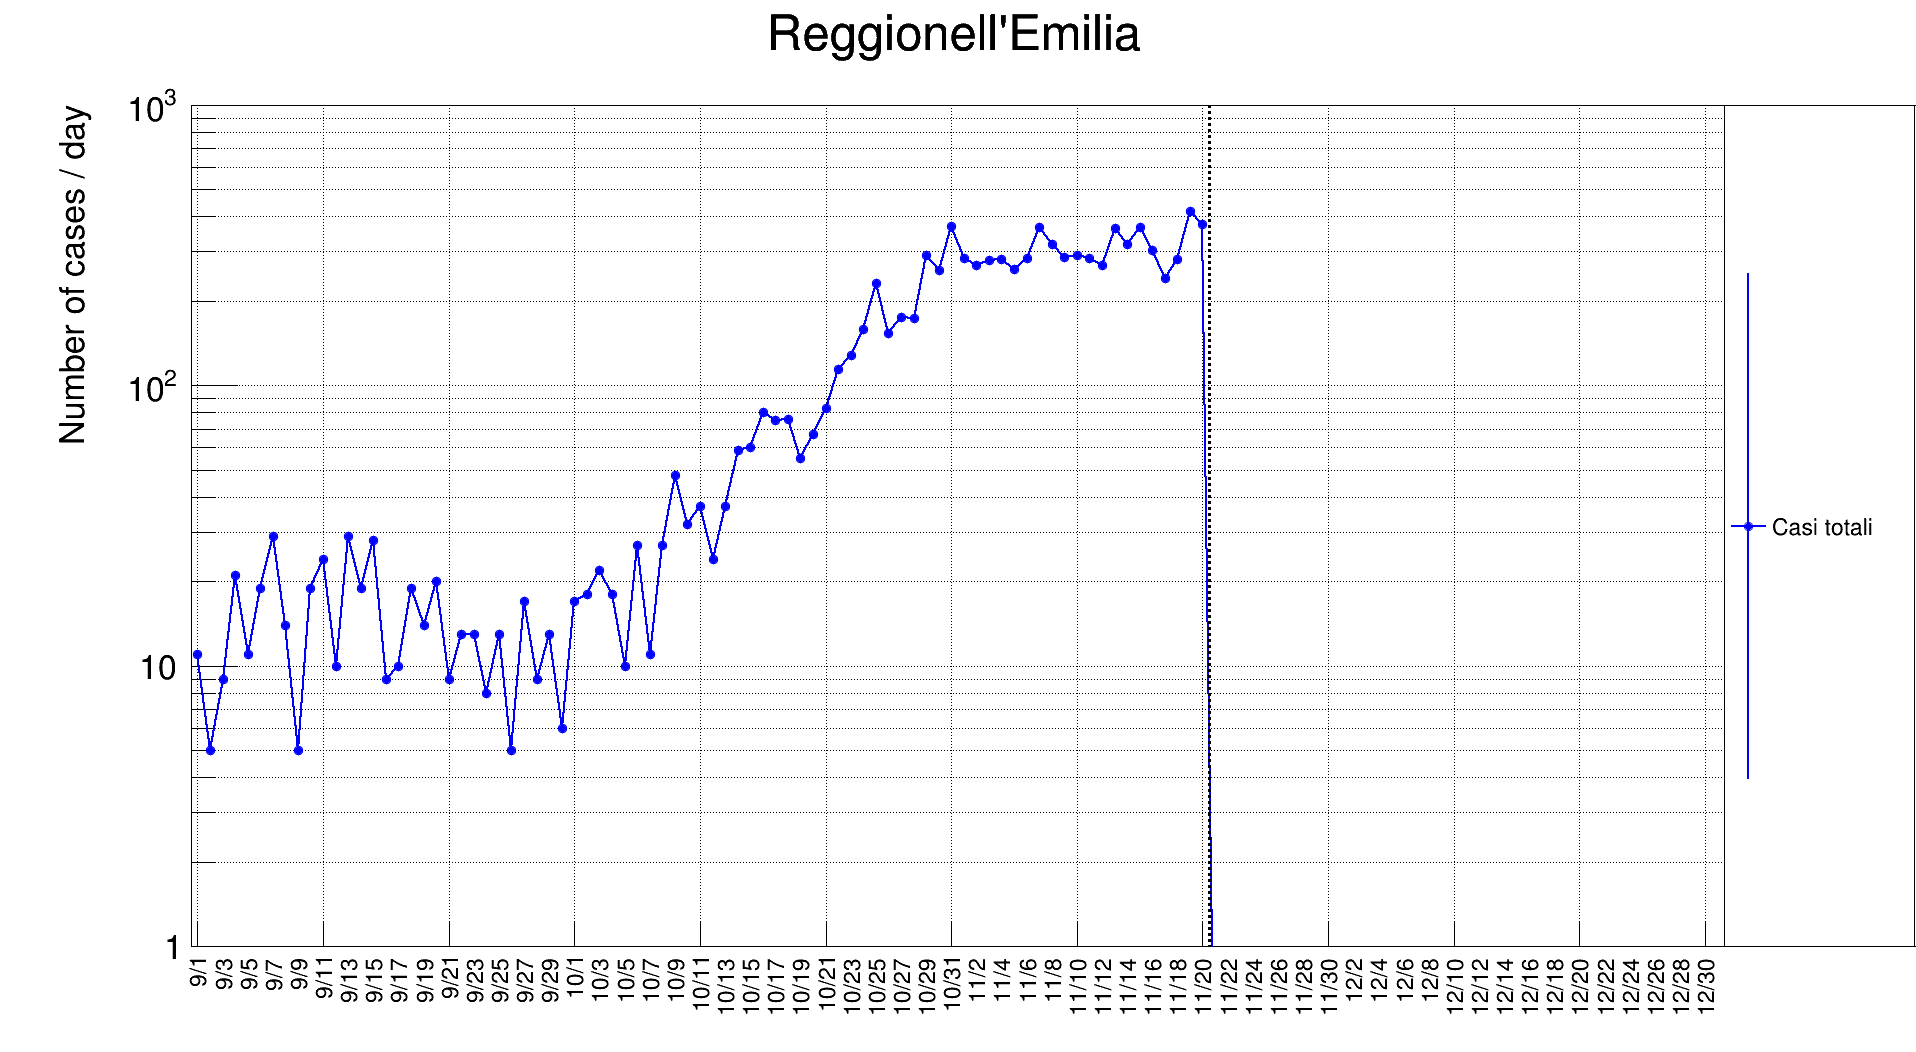 Reggionell'Emilia
Number of cases / day
10³
10²
10
1
9/1 9/3 9/5 9/7 9/9 9/11 9/13 9/15 9/17 9/19 9/21 9/23 9/25 9/27 9/29 10/1 10/3 10/5 10/7 10/9 10/11 10/13 10/15 10/17 10/19 10/21 10/23 10/25 10/27 10/29 10/31 11/2 11/4 11/6 11/8 11/10 11/12 11/14 11/16 11/18 11/20 11/22 11/24 11/26 11/28 11/30 12/2 12/4 12/6 12/8 12/10 12/12 12/14 12/16 12/18 12/20 12/22 12/24 12/26 12/28 12/30
Casi totali